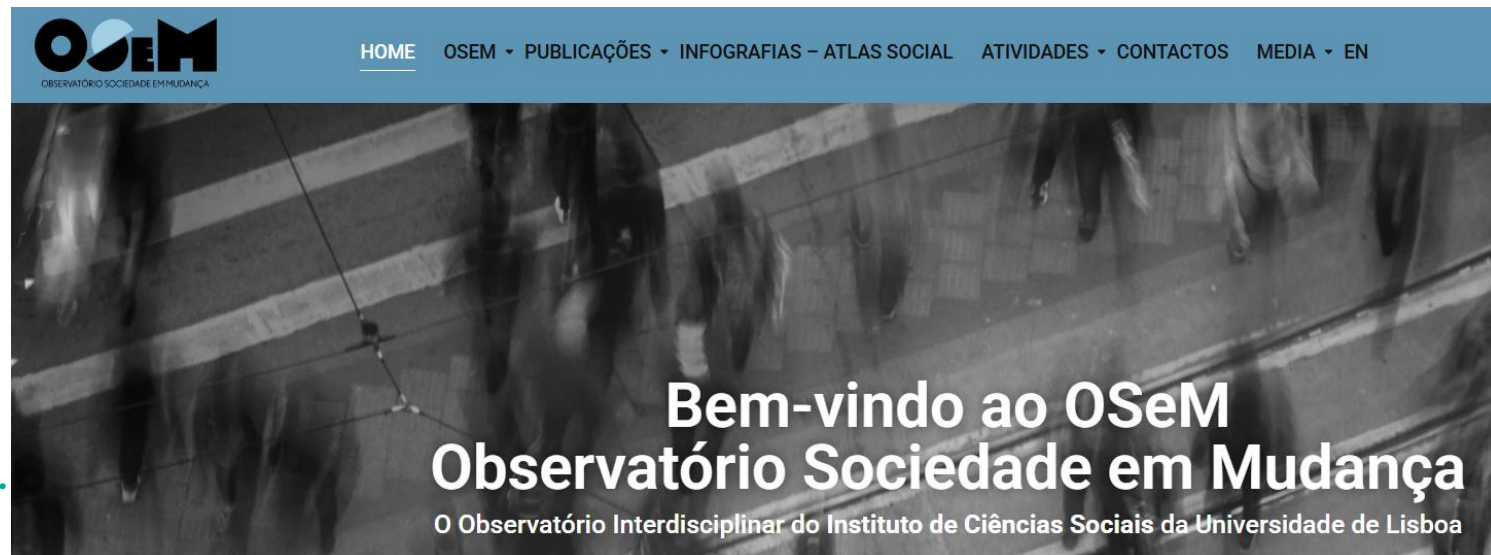 OSeM
OBSERVATÓRIO SOCIEDADE EM MUDANÇA
HOME OSEM PUBLICAÇÕES INFOGRAFIAS – ATLAS SOCIAL ATIVIDADES CONTACTOS MEDIA EN
Bem-vindo ao OSeM
Observatório Sociedade em Mudança
O Observatório Interdisciplinar do Instituto de Ciências Sociais da Universidade de Lisboa